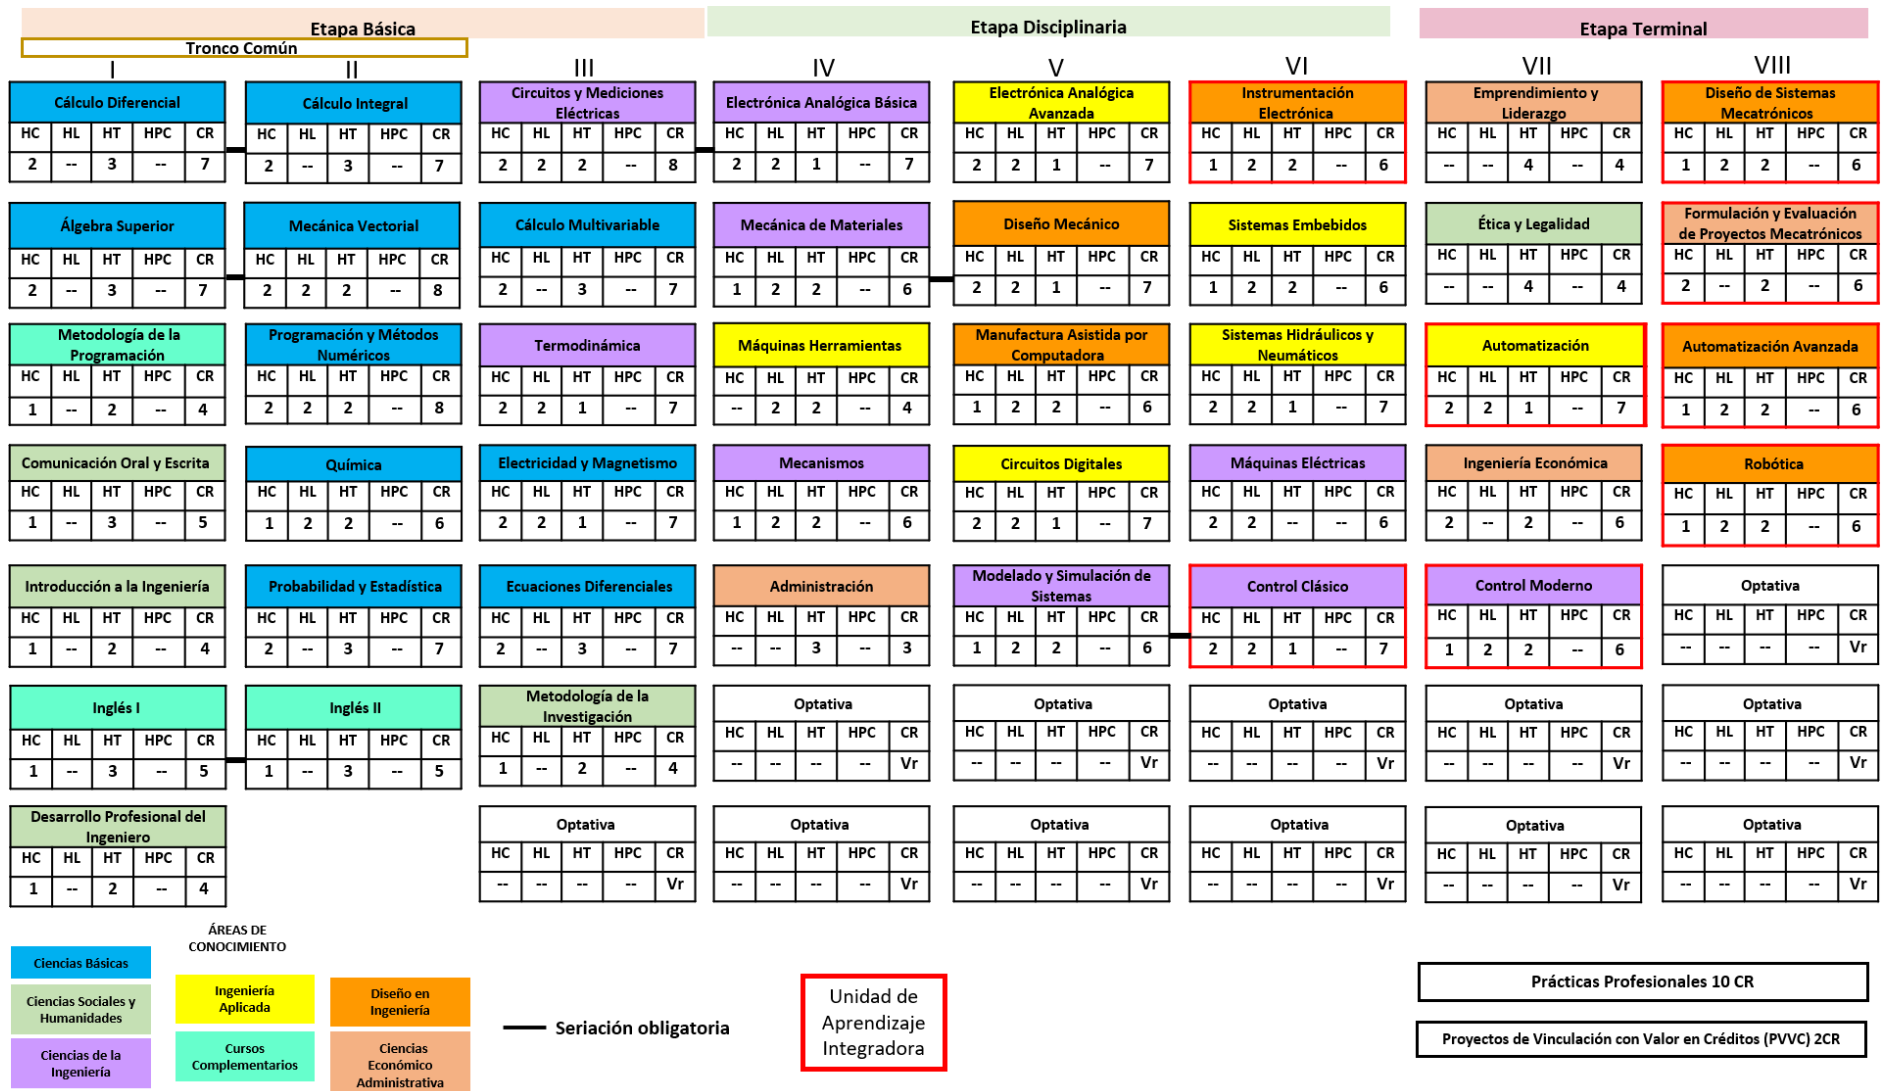 Etapa Básica
Etapa Disciplinaria
Etapa Terminal
Tronco Común
I II III IV V VI VII VIII
Cálculo Diferencial
HC HL HT HPC CR
2 -- 3 -- 7
Cálculo Integral
HC HL HT HPC CR
2 -- 3 -- 7
Circuitos y Mediciones
Eléctricas
HC HL HT HPC CR
2 2 2 -- 8
Electrónica Analógica Básica
HC HL HT HPC CR
2 2 1 -- 7
Electrónica Analógica
Avanzada
HC HL HT HPC CR
2 2 1 -- 7
Instrumentación
Electrónica
HC HL HT HPC CR
1 2 2 -- 6
Emprendimiento y
Liderazgo
HC HL HT HPC CR
-- -- 4 -- 4
Diseño de Sistemas
Mecatrónicos
HC HL HT HPC CR
1 2 2 -- 6
Álgebra Superior
HC HL HT HPC CR
2 -- 3 -- 7
Mecánica Vectorial
HC HL HT HPC CR
2 2 2 -- 8
Cálculo Multivariable
HC HL HT HPC CR
2 -- 3 -- 7
Mecánica de Materiales
HC HL HT HPC CR
1 2 2 -- 6
Diseño Mecánico
HC HL HT HPC CR
2 2 1 -- 7
Sistemas Embebidos
HC HL HT HPC CR
1 2 2 -- 6
Ética y Legalidad
HC HL HT HPC CR
-- -- 4 -- 4
Formulación y Evaluación
de Proyectos Mecatrónicos
HC HL HT HPC CR
2 -- 2 -- 6
Metodología de la
Programación
HC HL HT HPC CR
1 -- 2 -- 4
Programación y Métodos
Numéricos
HC HL HT HPC CR
2 2 2 -- 8
Termodinámica
HC HL HT HPC CR
2 2 1 -- 7
Máquinas Herramientas
HC HL HT HPC CR
-- 2 2 -- 4
Manufactura Asistida por
Computadora
HC HL HT HPC CR
1 2 2 -- 6
Sistemas Hidráulicos y
Neumáticos
HC HL HT HPC CR
2 2 1 -- 7
Automatización
HC HL HT HPC CR
2 2 1 -- 7
Automatización Avanzada
HC HL HT HPC CR
1 2 2 -- 6
Comunicación Oral y Escrita
HC HL HT HPC CR
1 -- 3 -- 5
Química
HC HL HT HPC CR
1 2 2 -- 6
Electricidad y Magnetismo
HC HL HT HPC CR
2 2 1 -- 7
Mecanismos
HC HL HT HPC CR
1 2 2 -- 6
Circuitos Digitales
HC HL HT HPC CR
2 2 1 -- 7
Máquinas Eléctricas
HC HL HT HPC CR
2 2 -- -- 6
Ingeniería Económica
HC HL HT HPC CR
2 -- 2 -- 6
Robótica
HC HL HT HPC CR
1 2 2 -- 6
Introducción a la Ingeniería
HC HL HT HPC CR
1 -- 2 -- 4
Probabilidad y Estadística
HC HL HT HPC CR
2 -- 3 -- 7
Ecuaciones Diferenciales
HC HL HT HPC CR
2 -- 3 -- 7
Administración
HC HL HT HPC CR
-- -- 3 -- 3
Modelado y Simulación de
Sistemas
HC HL HT HPC CR
1 2 2 -- 6
Control Clásico
HC HL HT HPC CR
2 2 1 -- 7
Control Moderno
HC HL HT HPC CR
1 2 2 -- 6
Optativa
HC HL HT HPC CR
-- -- -- -- Vr
Inglés I
HC HL HT HPC CR
1 -- 3 -- 5
Inglés II
HC HL HT HPC CR
1 -- 3 -- 5
Metodología de la
Investigación
HC HL HT HPC CR
1 -- 2 -- 4
Optativa
HC HL HT HPC CR
-- -- -- -- Vr
Optativa
HC HL HT HPC CR
-- -- -- -- Vr
Optativa
HC HL HT HPC CR
-- -- -- -- Vr
Optativa
HC HL HT HPC CR
-- -- -- -- Vr
Optativa
HC HL HT HPC CR
-- -- -- -- Vr
Desarrollo Profesional del
Ingeniero
HC HL HT HPC CR
1 -- 2 -- 4
Optativa
HC HL HT HPC CR
-- -- -- -- Vr
Optativa
HC HL HT HPC CR
-- -- -- -- Vr
Optativa
HC HL HT HPC CR
-- -- -- -- Vr
Optativa
HC HL HT HPC CR
-- -- -- -- Vr
Optativa
HC HL HT HPC CR
-- -- -- -- Vr
Optativa
HC HL HT HPC CR
-- -- -- -- Vr
ÁREAS DE
CONOCIMIENTO
Ciencias Básicas
Ciencias Sociales y
Humanidades
Ciencias de la
Ingeniería
Ingeniería
Aplicada
Cursos
Complementarios
Diseño en
Ingeniería
Ciencias
Económico
Administrativa
Seriación obligatoria
Unidad de
Aprendizaje
Integradora
Prácticas Profesionales 10 CR
Proyectos de Vinculación con Valor en Créditos (PVVC) 2CR